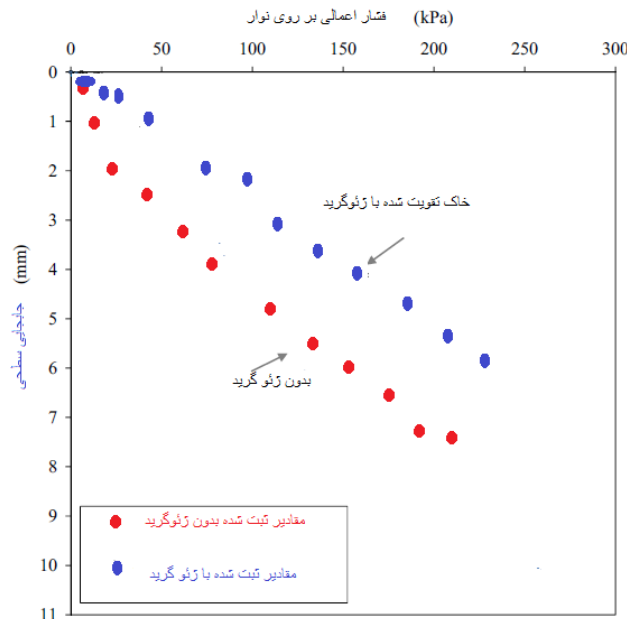 فشار اعمالی بر روی نوار (kPa)
0 50 100 150 200 250 300
0
1
2
3
4
5
6
7
8
9
10
11
جابجایی سطحی (mm)
خاک تقویت شده با ژئوگرید
بدون ژئو گرید
مقادیر ثبت شده بدون ژئوگرید
مقادیر ثبت شده با ژئو گرید